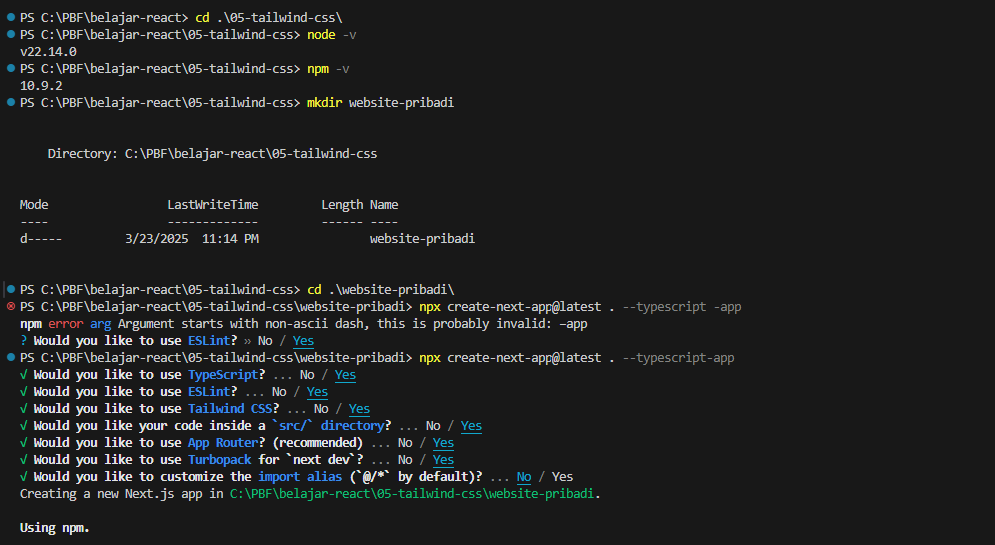 PS C:\PBF\belajar-react> cd .\05-tailwind-css\
PS C:\PBF\belajar-react\05-tailwind-css> node -v
v22.14.0
PS C:\PBF\belajar-react\05-tailwind-css> npm -v
10.9.2
PS C:\PBF\belajar-react\05-tailwind-css> mkdir website-pribadi
Directory: C:\PBF\belajar-react\05-tailwind-css
Mode LastWriteTime Length Name
---- ------------- ------ ----
d----- 3/23/2025 11:14 PM website-pribadi
PS C:\PBF\belajar-react\05-tailwind-css> cd .\website-pribadi\
PS C:\PBF\belajar-react\05-tailwind-css\website-pribadi> npx create-next-app@latest . --typescript –app
npm error arg Argument starts with non-ascii dash, this is probably invalid: –app
? Would you like to use ESLint? » No / Yes
PS C:\PBF\belajar-react\05-tailwind-css\website-pribadi> npx create-next-app@latest . --typescript-app
√ Would you like to use TypeScript? ... No / Yes
√ Would you like to use ESLint? ... No / Yes
√ Would you like to use Tailwind CSS? ... No / Yes
√ Would you like your code inside a `src/` directory? ... No / Yes
√ Would you like to use App Router? (recommended) ... No / Yes
√ Would you like to use Turbopack for `next dev`? ... No / Yes
√ Would you like to customize the import alias (`@/*` by default)? ... No / Yes
Creating a new Next.js app in C:\PBF\belajar-react\05-tailwind-css\website-pribadi.
Using npm.